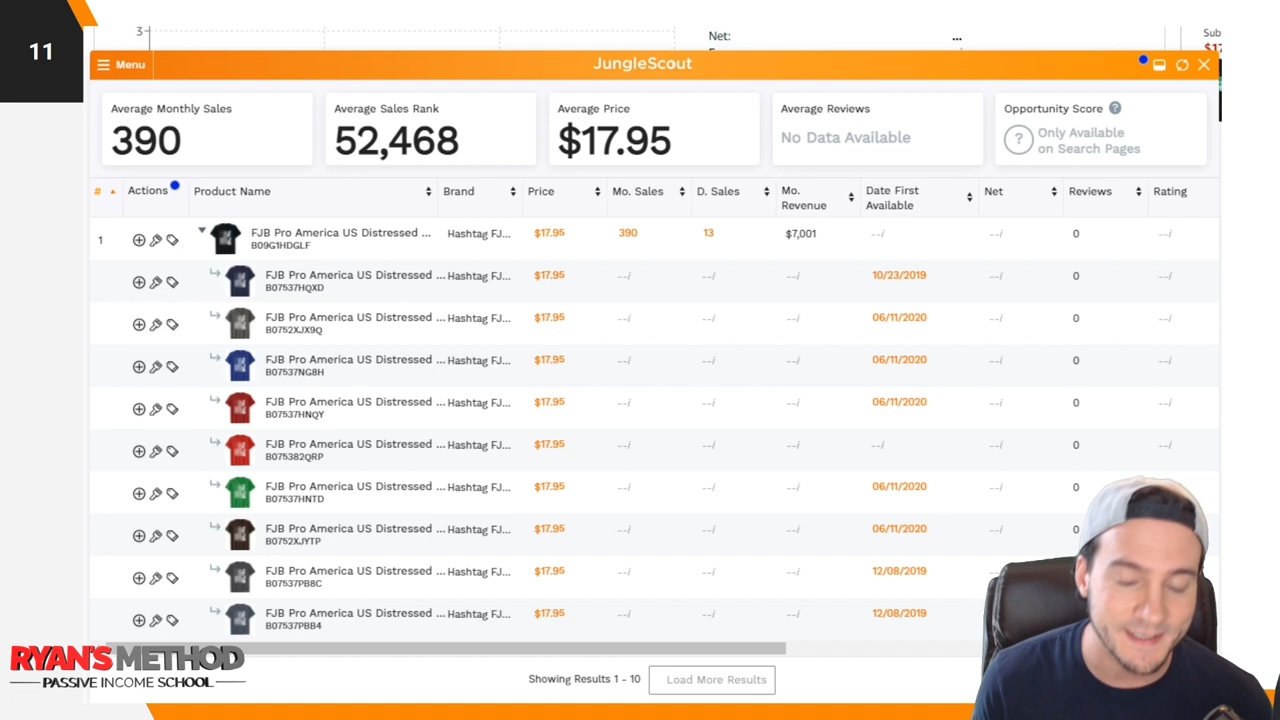 3
Net:
...
Sub
11
Menu
JungleScout
Average Monthly Sales
390
Average Sales Rank
52,468
Average Price
$17.95
Average Reviews
No Data Available
Opportunity Score ?
? Only Available
on Search Pages
# Actions Product Name Brand Price Mo. Sales D. Sales Mo. Revenue Date First Available Net Reviews Rating
1 FJB Pro America US Distressed ... Hashtag FJ... $17.95 390 13 $7,001 --i --i 0 --i
B09G1HDGLF
FJB Pro America US Distressed ... Hashtag FJ... $17.95 --i --i --i 10/23/2019 --i 0 --i
B07537HQXD
FJB Pro America US Distressed ... Hashtag FJ... $17.95 --i --i --i 06/11/2020 --i 0 --i
B0752XJX9Q
FJB Pro America US Distressed ... Hashtag FJ... $17.95 --i --i --i 06/11/2020 --i 0 --i
B07537NG8H
FJB Pro America US Distressed ... Hashtag FJ... $17.95 --i --i --i 06/11/2020 --i 0 --i
B07537HNQY
FJB Pro America US Distressed ... Hashtag FJ... $17.95 --i --i --i --i --i 0 --i
B075382QRP
FJB Pro America US Distressed ... Hashtag FJ... $17.95 --i --i --i 06/11/2020 --i 0
B07537HNTD
FJB Pro America US Distressed ... Hashtag FJ... $17.95 --i --i --i 06/11/2020 --i 0
B0752XJYTP
FJB Pro America US Distressed ... Hashtag FJ... $17.95 --i --i --i 12/08/2019 --i
B07537PB8C
FJB Pro America US Distressed ... Hashtag FJ... $17.95 --i --i --i 12/08/2019
B07537PBB4
RYAN'S METHOD
PASSIVE INCOME SCHOOL
Showing Results 1 - 10
Load More Results